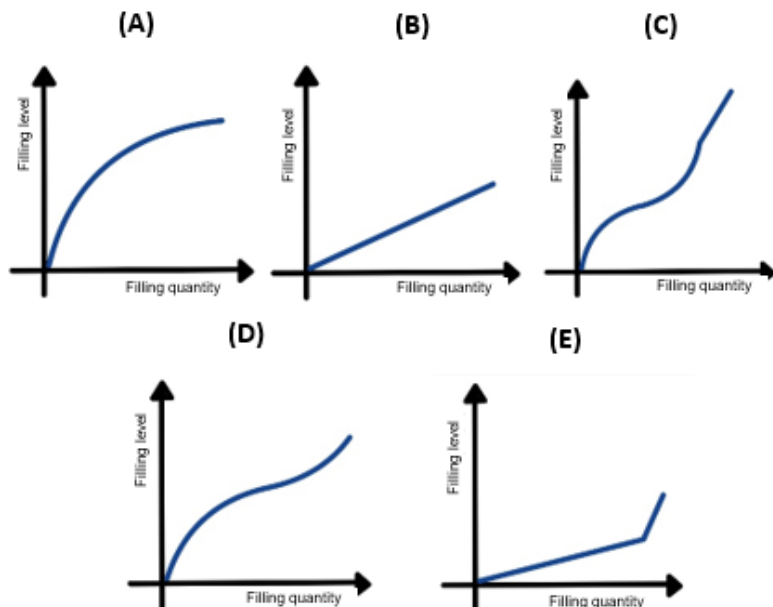 (A)
Filling level
Filling quantity
(B)
Filling level
Filling quantity
(C)
Filling level
Filling quantity
(D)
Filling level
Filling quantity
(E)
Filling level
Filling quantity